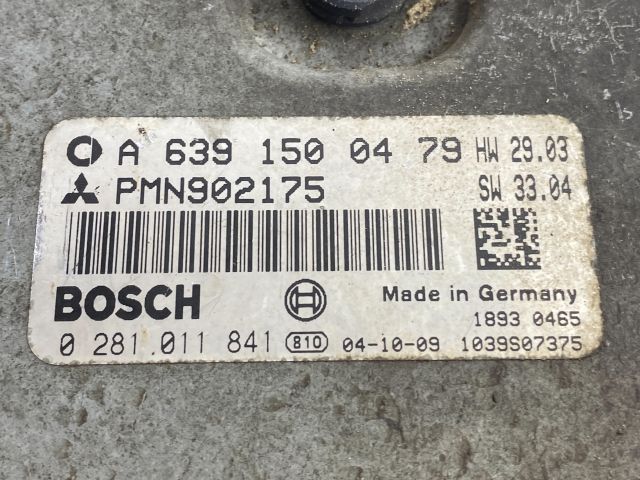 A 639 150 04 79 HW 29.03
PMN902175 SW 33.04
BOSCH Made in Germany
1893 0465
0 281 011 841 810 04-10-09 1039S07375